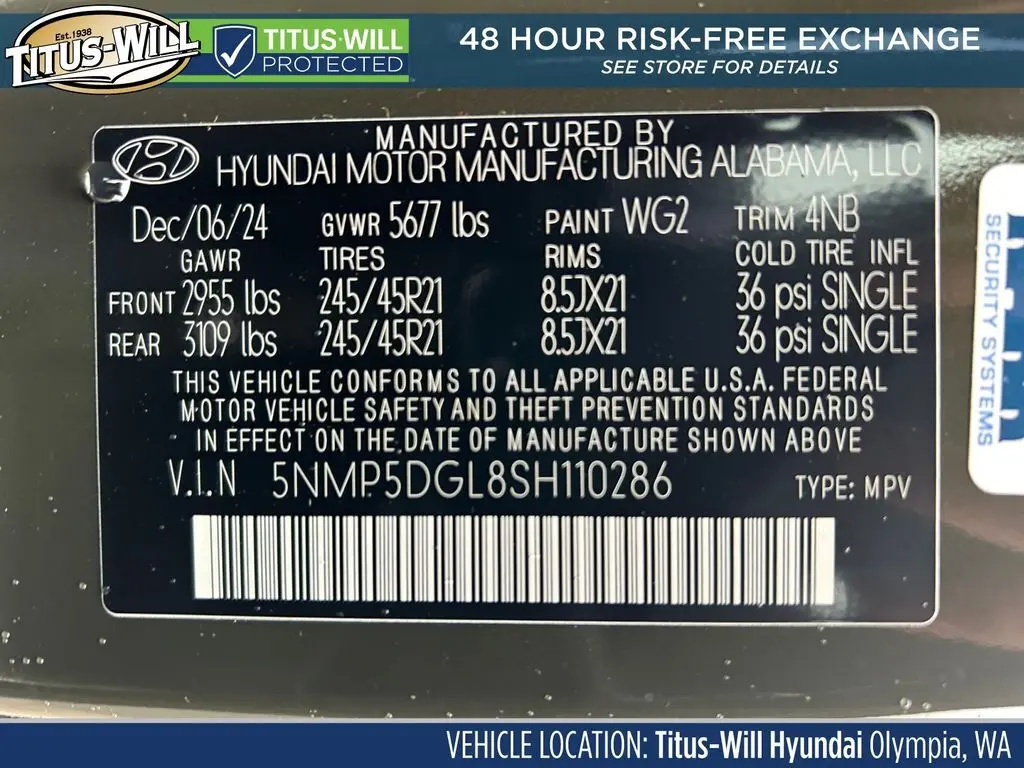 Est. 1938
TITUS-WILL
TITUS-WILL
PROTECTED
48 HOUR RISK-FREE EXCHANGE
SEE STORE FOR DETAILS
MANUFACTURED BY
HYUNDAI MOTOR MANUFACTURING ALABAMA, LLC
Dec/06/24 GVWR 5677 lbs PAINT WG2 TRIM 4NB
GAWR TIRES RIMS COLD TIRE INFL
FRONT 2955 lbs 245/45R21 8.5JX21 36 psi SINGLE
REAR 3109 lbs 245/45R21 8.5JX21 36 psi SINGLE
THIS VEHICLE CONFORMS TO ALL APPLICABLE U.S.A. FEDERAL
MOTOR VEHICLE SAFETY AND THEFT PREVENTION STANDARDS
IN EFFECT ON THE DATE OF MANUFACTURE SHOWN ABOVE
V.I.N 5NMP5DGL8SH110286 TYPE: MPV
SECURITY SYSTEMS
VEHICLE LOCATION: Titus-Will Hyundai Olympia, WA